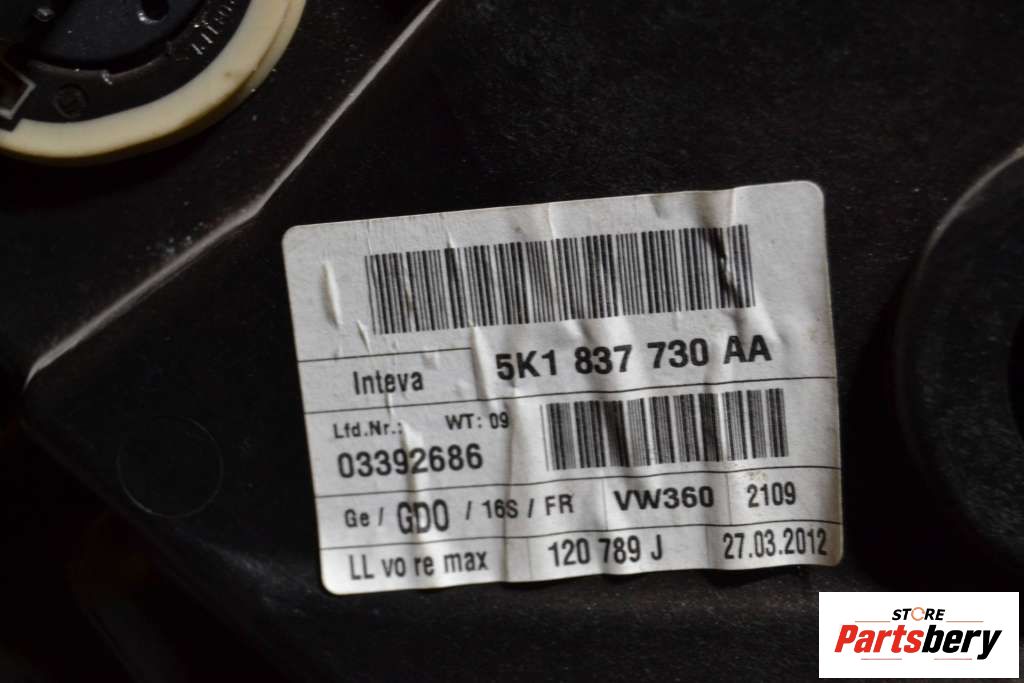 5K1 837 730 AA
Inteva
Lfd.Nr.: WT: 09
03392686
Ge / GDO / 16S / FR VW360 2109
LL vo re max 120 789 J 27.03.2012
STORE
Partsbery